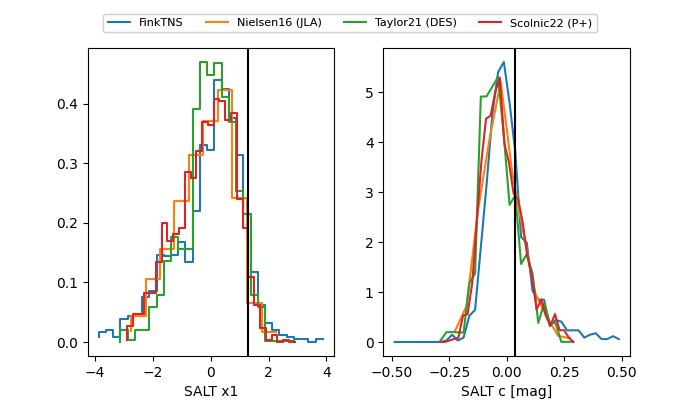 FinkTNS Nielsen16 (JLA) Taylor21 (DES) Scolnic22 (P+)
0.4
0.3
0.2
0.1
0.0
−4 −2 0 2 4
SALT x1
5
4
3
2
1
0
−0.50 −0.25 0.00 0.25 0.50
SALT c [mag]